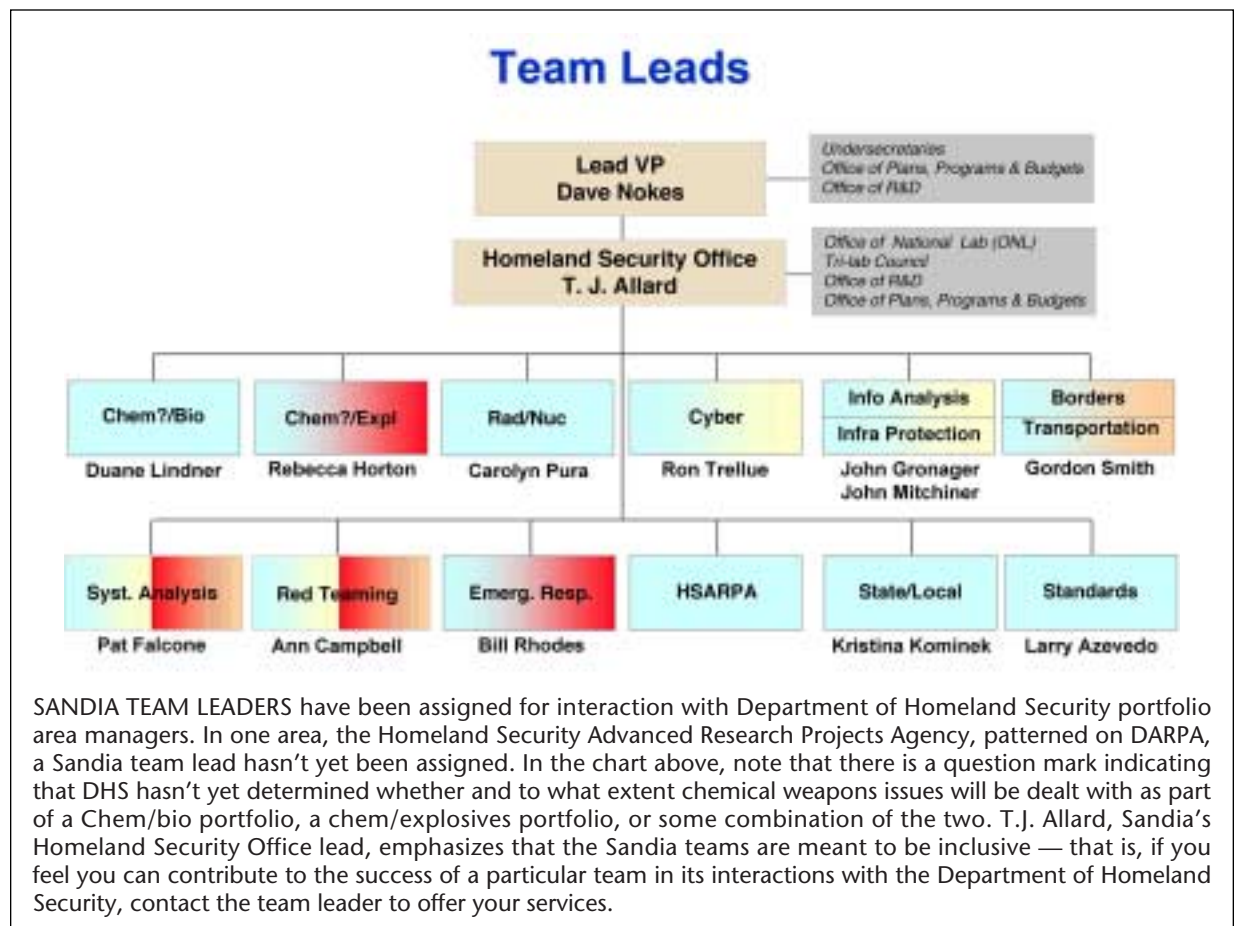 Team Leads
Lead VP
Dave Nokes
Undersecretaries
Office of Plans, Programs & Budgets
Office of R&D
Homeland Security Office
T. J. Allard
Office of National Lab (ONL)
Tri-lab Council
Office of R&D
Office of Plans, Programs & Budgets
Chem?/Bio
Duane Lindner
Chem?/Expl
Rebecca Horton
Rad/Nuc
Carolyn Pura
Cyber
Ron Trellue
Info Analysis
Infra Protection
John Gronager
John Mitchiner
Borders
Transportation
Gordon Smith
Syst. Analysis
Pat Falcone
Red Teaming
Ann Campbell
Emerg. Resp.
Bill Rhodes
HSARPA
State/Local
Kristina Kominek
Standards
Larry Azevedo
SANDIA TEAM LEADERS have been assigned for interaction with Department of Homeland Security portfolio
area managers. In one area, the Homeland Security Advanced Research Projects Agency, patterned on DARPA,
a Sandia team lead hasn’t yet been assigned. In the chart above, note that there is a question mark indicating
that DHS hasn’t yet determined whether and to what extent chemical weapons issues will be dealt with as part
of a Chem/bio portfolio, a chem/explosives portfolio, or some combination of the two. T.J. Allard, Sandia’s
Homeland Security Office lead, emphasizes that the Sandia teams are meant to be inclusive — that is, if you
feel you can contribute to the success of a particular team in its interactions with the Department of Homeland
Security, contact the team leader to offer your services.